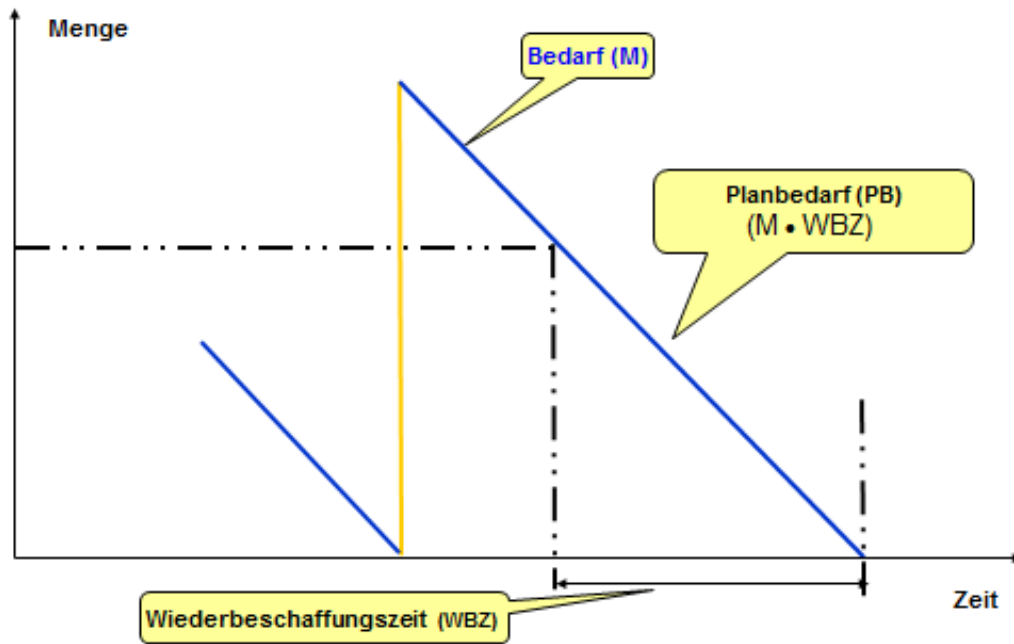 Menge
Bedarf (M)
Planbedarf (PB)
(M • WBZ)
Wiederbeschaffungszeit (WBZ)
Zeit